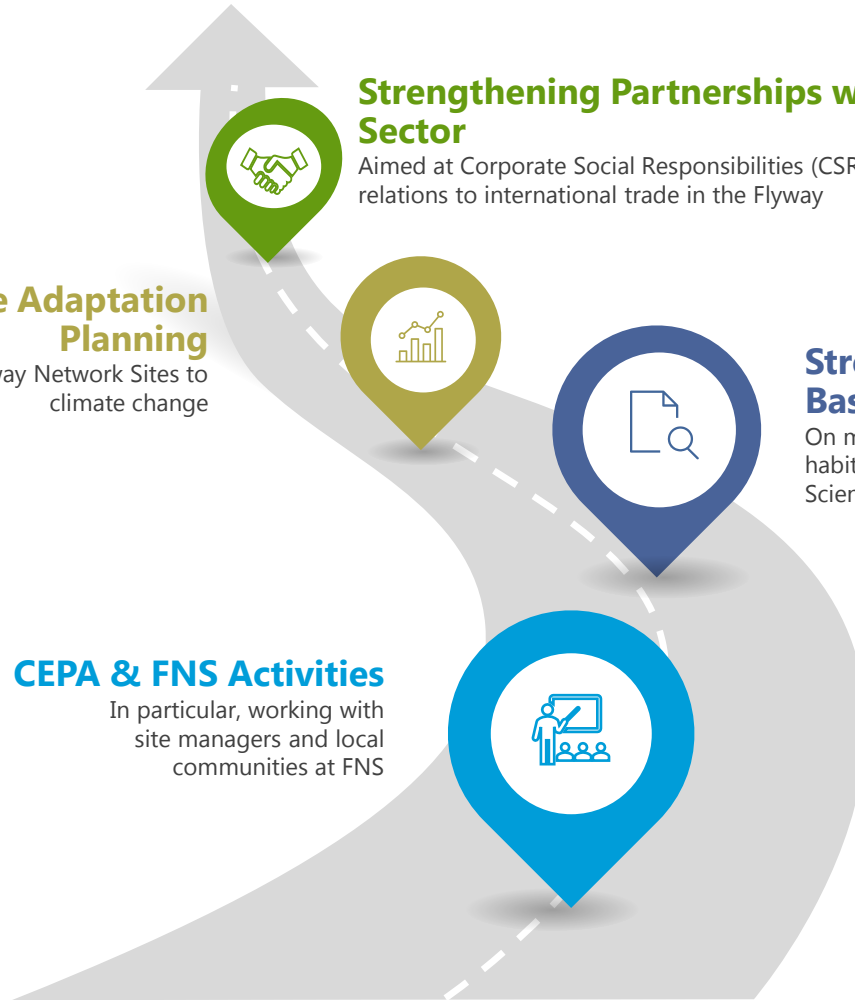 Strengthening Partnerships w
Sector
Aimed at Corporate Social Responsibilities (CSR
relations to international trade in the Flyway
e Adaptation
Planning
ay Network Sites to
climate change
Stre
Bas
On m
habit
Scien
CEPA & FNS Activities
In particular, working with
site managers and local
communities at FNS